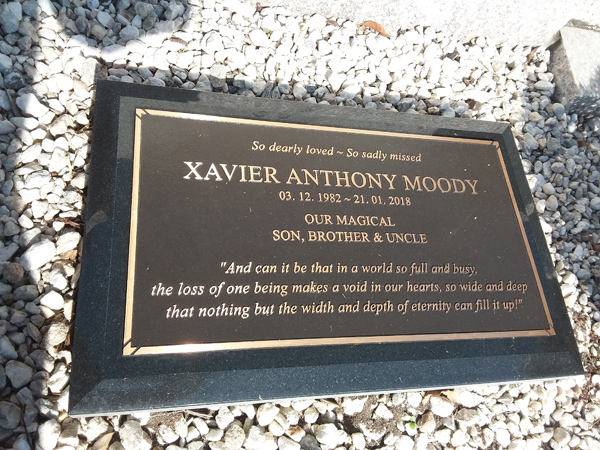 So dearly loved ~ So sadly missed
XAVIER ANTHONY MOODY
03. 12. 1982 ~ 21. 01. 2018
OUR MAGICAL
SON, BROTHER & UNCLE
"And can it be that in a world so full and busy,
the loss of one being makes a void in our hearts, so wide and deep
that nothing but the width and depth of eternity can fill it up!"